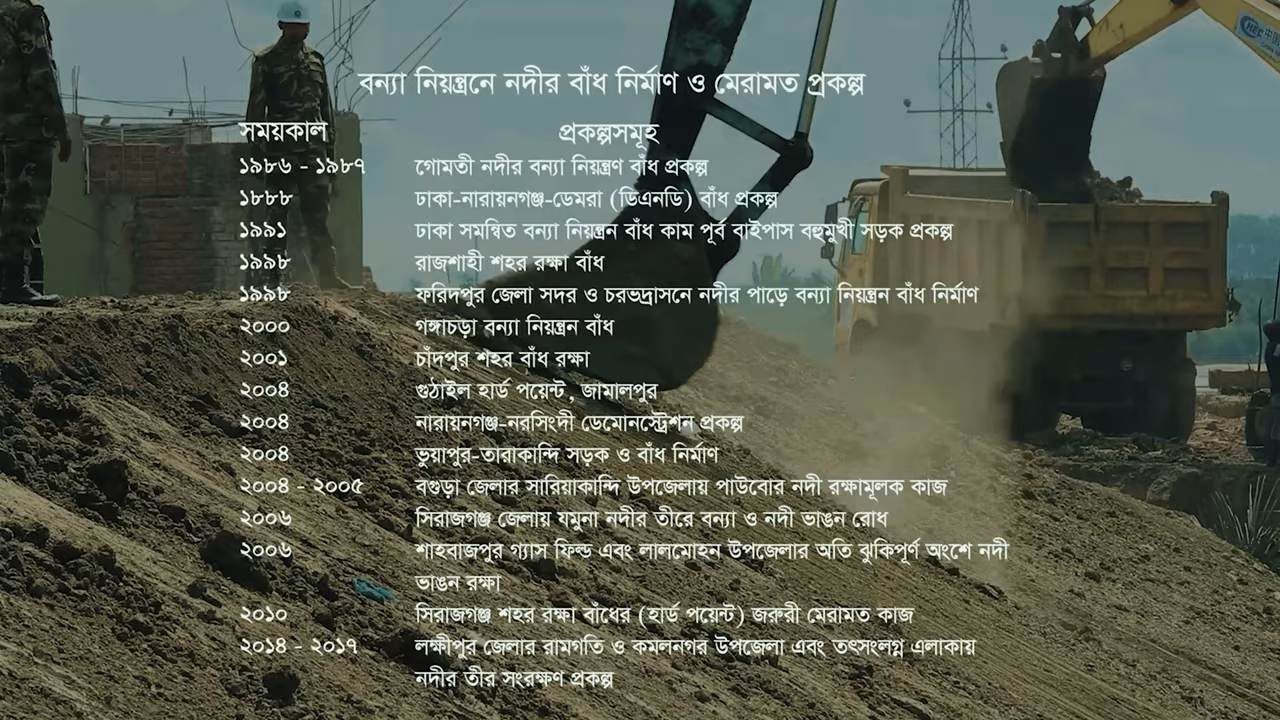 বন্যা নিয়ন্ত্রনে নদীর বাঁধ নির্মাণ ও মেরামত প্রকল্প
সময়কাল প্রকল্পসমূহ
১৯৮৬ - ১৯৮৭ গোমতী নদীর বন্যা নিয়ন্ত্রণ বাঁধ প্রকল্প
১৮৮৮ ঢাকা-নারায়নগঞ্জ-ডেমরা (ডিএনডি) বাঁধ প্রকল্প
১৯৯১ ঢাকা সমন্বিত বন্যা নিয়ন্ত্রন বাঁধ কাম পূর্ব বাইপাস বহুমুখী সড়ক প্রকল্প
১৯৯৮ রাজশাহী শহর রক্ষা বাঁধ
১৯৯৮ ফরিদপুর জেলা সদর ও চরভদ্রাসনে নদীর পাড়ে বন্যা নিয়ন্ত্রন বাঁধ নির্মাণ
২০০০ গঙ্গাচড়া বন্যা নিয়ন্ত্রন বাঁধ
২০০১ চাঁদপুর শহর বাঁধ রক্ষা
২০০৪ গুঠাইল হার্ড পয়েন্ট, জামালপুর
২০০৪ নারায়নগঞ্জ-নরসিংদী ডেমোনস্ট্রেশন প্রকল্প
২০০৪ ভুয়াপুর-তারাকান্দি সড়ক ও বাঁধ নির্মাণ
২০০৪ - ২০০৫ বগুড়া জেলার সারিয়াকান্দি উপজেলায় পাউবোর নদী রক্ষামূলক কাজ
২০০৬ সিরাজগঞ্জ জেলায় যমুনা নদীর তীরে বন্যা ও নদী ভাঙন রোধ
২০০৬ শাহবাজপুর গ্যাস ফিল্ড এবং লালমোহন উপজেলার অতি ঝুকিপূর্ণ অংশে নদী
ভাঙন রক্ষা
২০১০ সিরাজগঞ্জ শহর রক্ষা বাঁধের (হার্ড পয়েন্ট) জরুরী মেরামত কাজ
২০১৪ - ২০১৭ লক্ষীপুর জেলার রামগতি ও কমলনগর উপজেলা এবং তৎসংলগ্ন এলাকায়
নদীর তীর সংরক্ষণ প্রকল্প